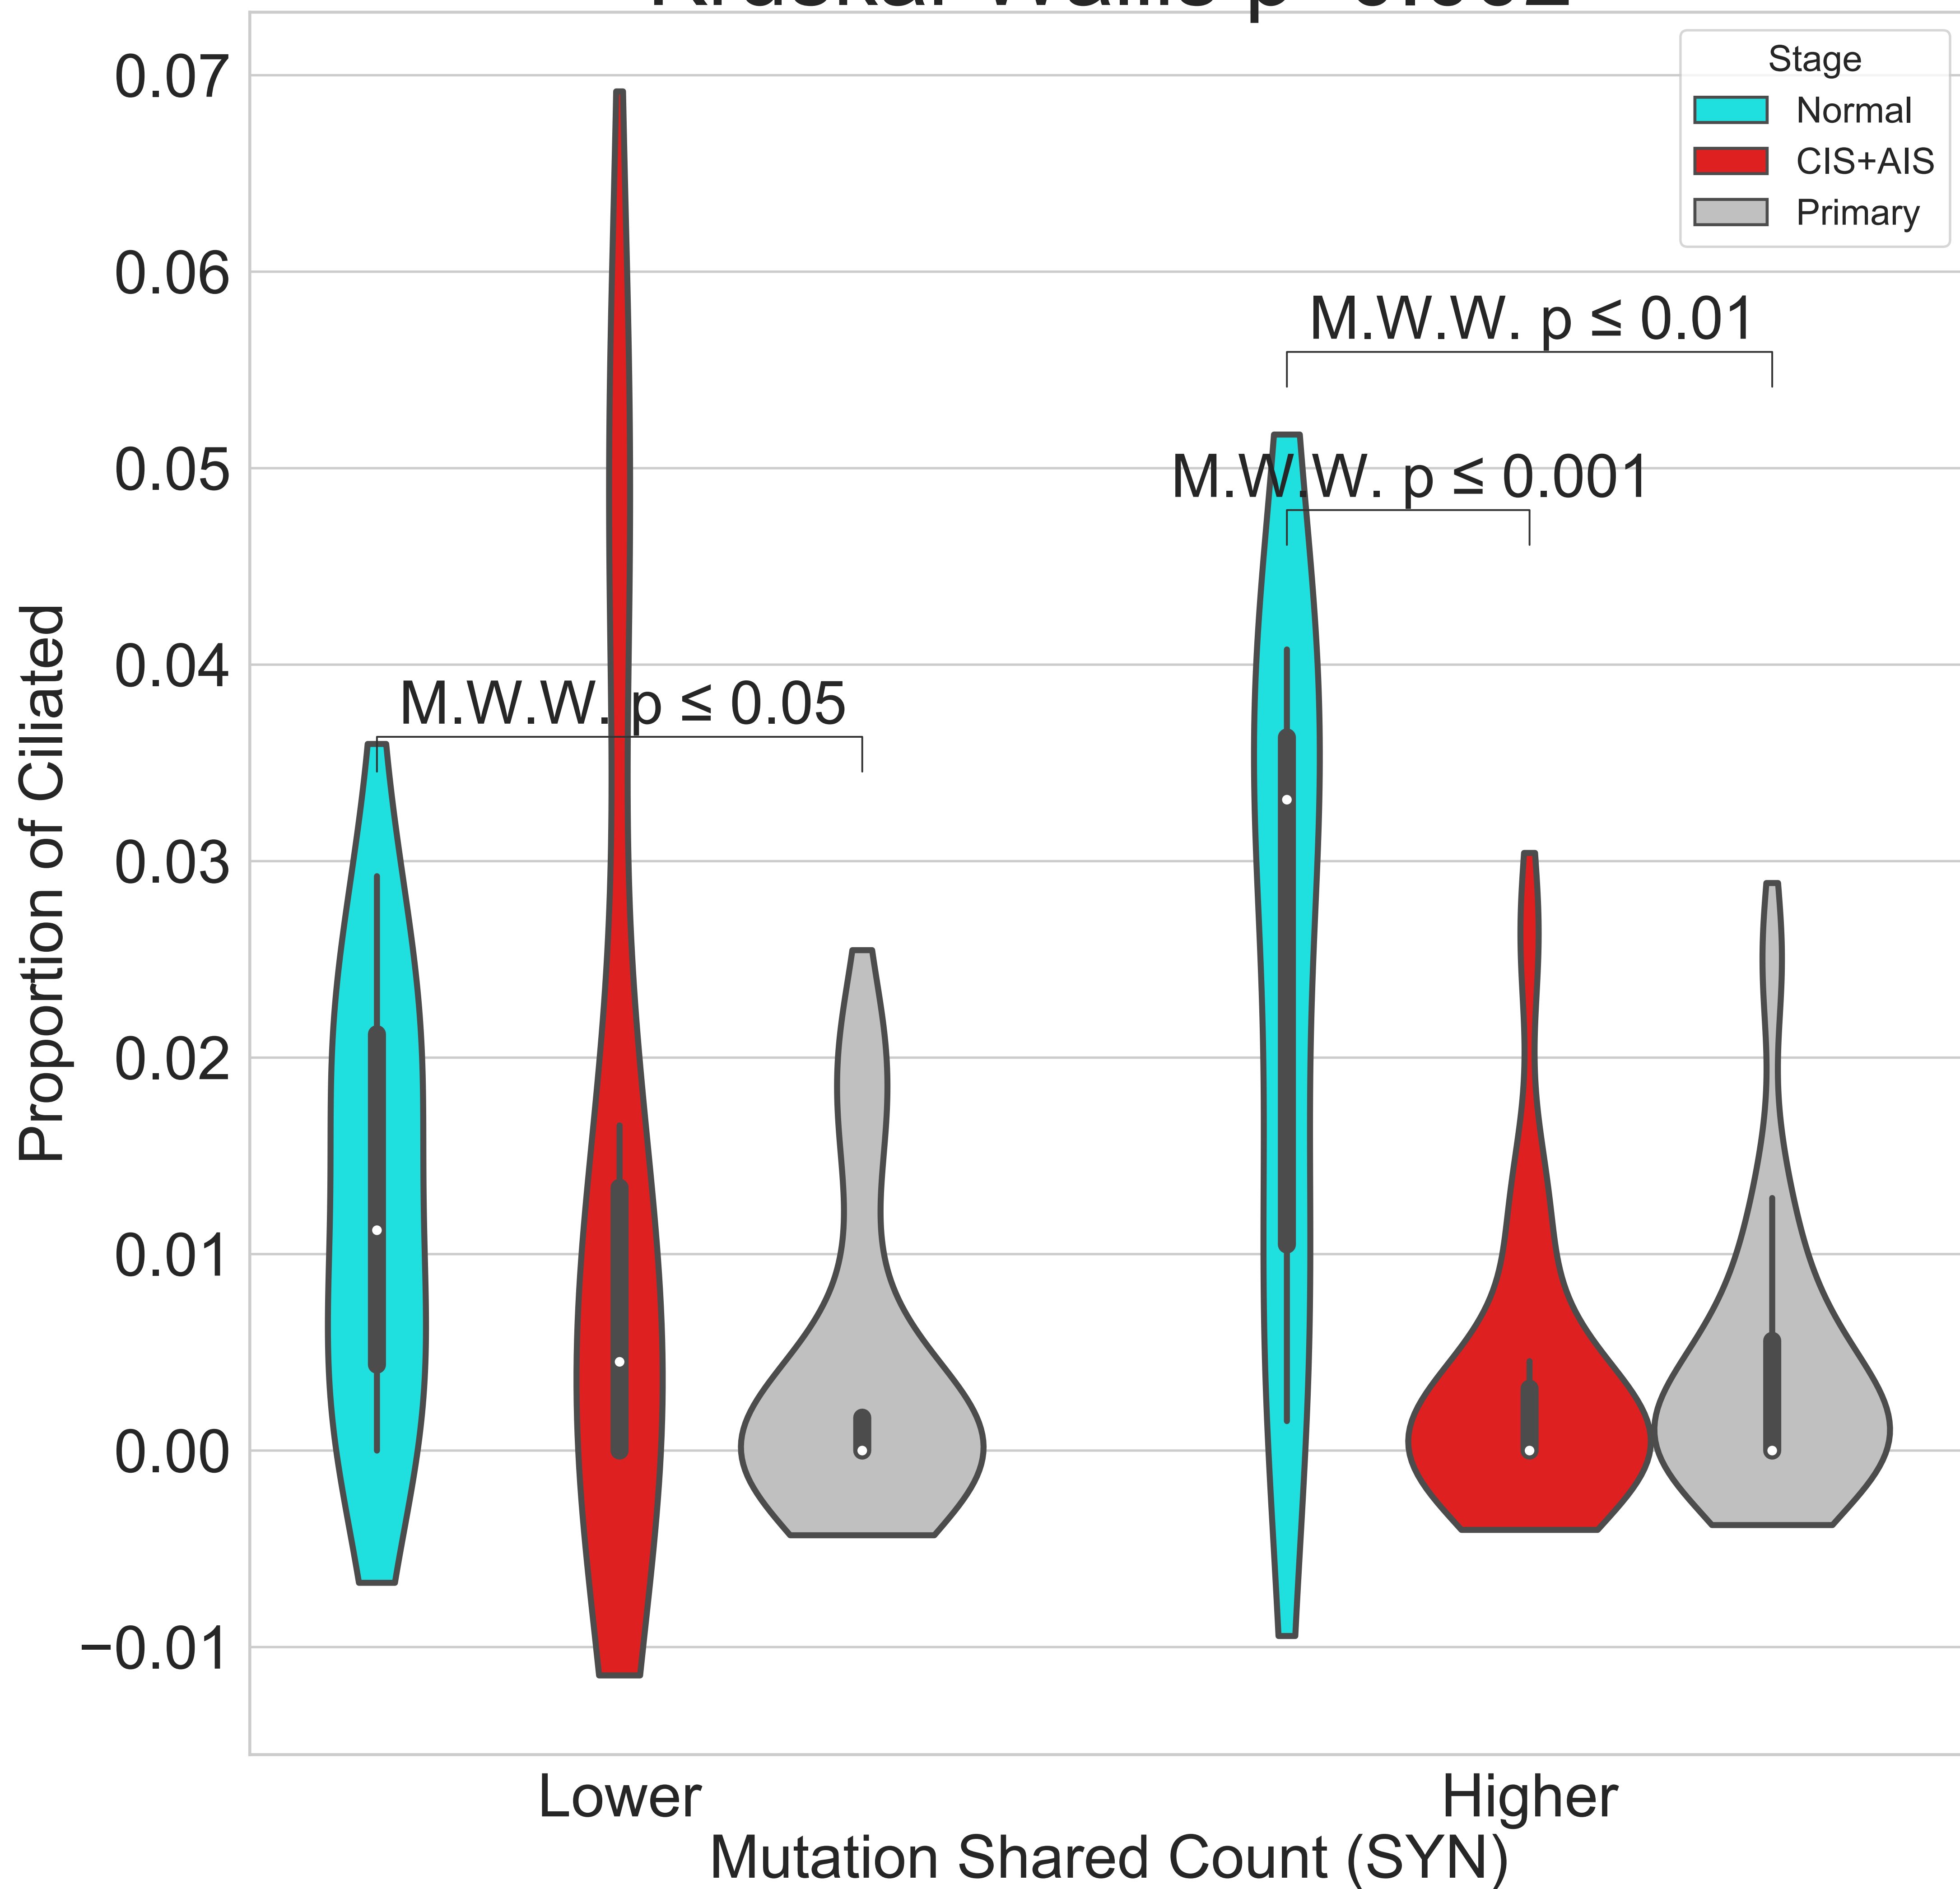 0.07
0.06
0.05
0.04
0.03
0.02
0.01
0.00
−0.01
Proportion of Ciliated
Stage
Normal
CIS+AIS
Primary
M.W.W. p ≤ 0.01
M.W.W. p ≤ 0.001
M.W.W. p ≤ 0.05
Lower
Higher
Mutation Shared Count (SYN)